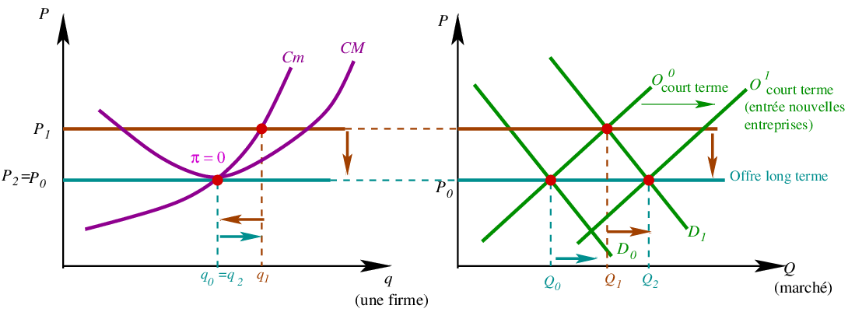 P
Cm
CM
P₁
π = 0
P₂=P₀
q₀ =q₂
q₁
q
(une firme)
P
O⁰ court terme
O¹ court terme
(entrée nouvelles
entreprises)
P₀
Offre long terme
D₁
D₀
Q₀
Q₁
Q₂
Q
(marché)